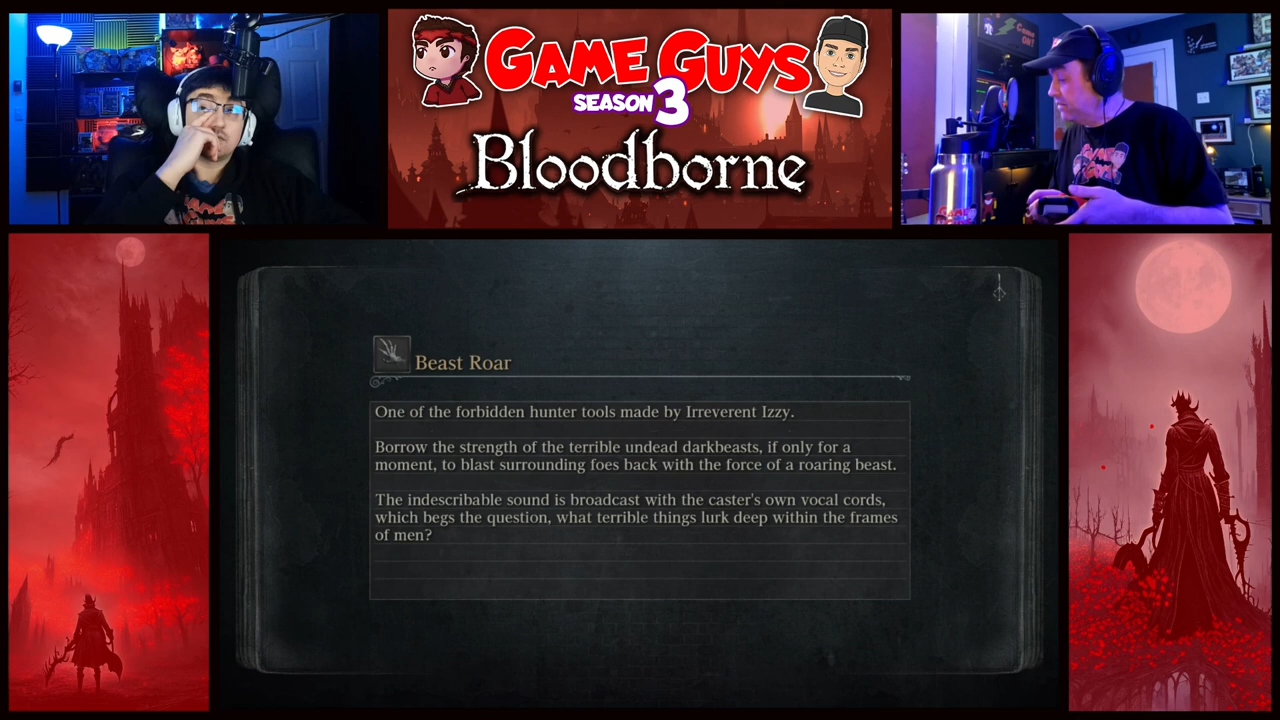 GAME GUYS
SEASON 3
Bloodborne
GAME GUYS
Beast Roar
One of the forbidden hunter tools made by Irreverent Izzy.
Borrow the strength of the terrible undead darkbeasts, if only for a
moment, to blast surrounding foes back with the force of a roaring beast.
The indescribable sound is broadcast with the caster's own vocal cords,
which begs the question, what terrible things lurk deep within the frames
of men?